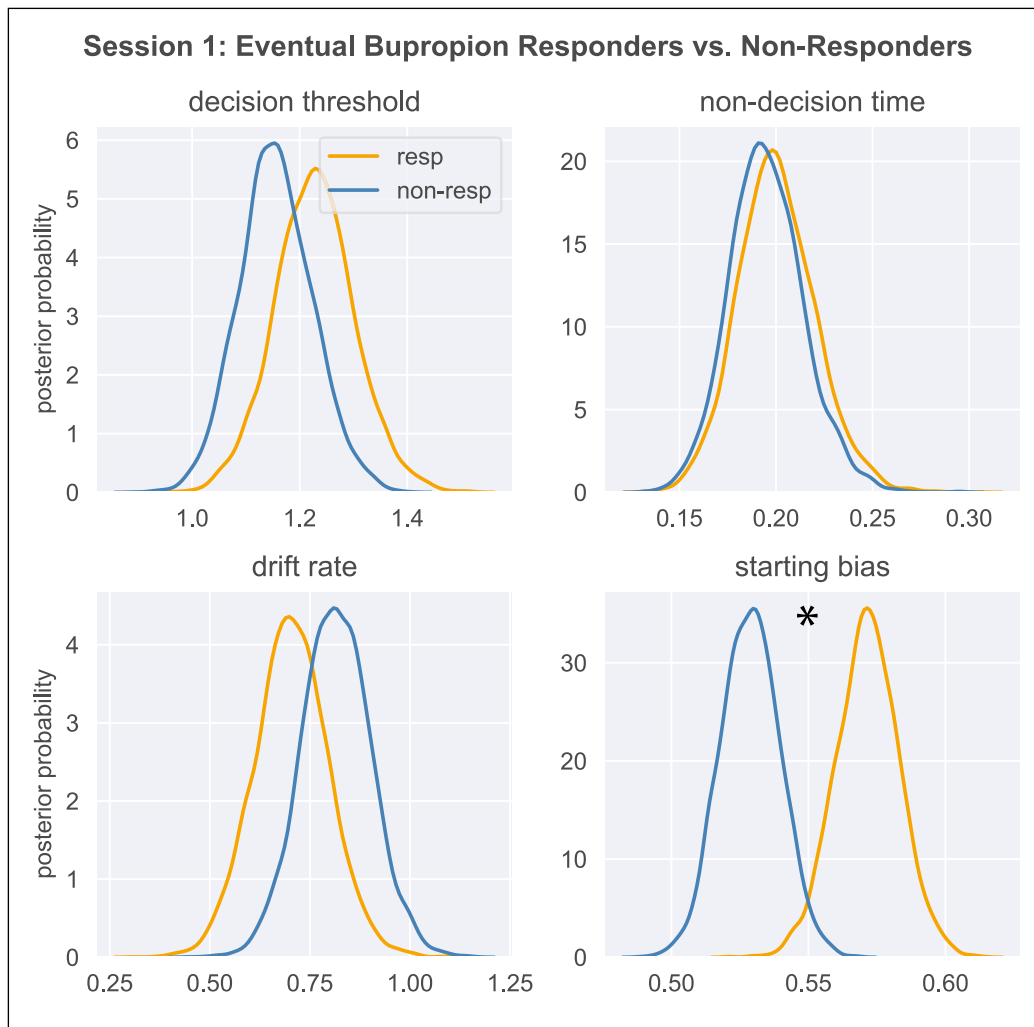 Session 1: Eventual Bupropion Responders vs. Non-Responders
decision threshold
posterior probability
6
5
4
3
2
1
0
resp
non-resp
1.0 1.2 1.4
non-decision time
20
15
10
5
0
0.15 0.20 0.25 0.30
drift rate
posterior probability
4
3
2
1
0
0.25 0.50 0.75 1.00 1.25
starting bias
*
30
20
10
0
0.50 0.55 0.60